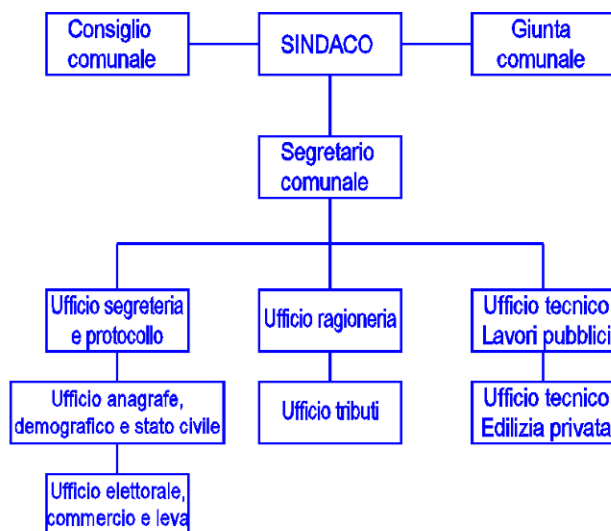 Consiglio
comunale
SINDACO
Giunta
comunale
Segretario
comunale
Ufficio segreteria
e protocollo
Ufficio ragioneria
Ufficio tecnico
Lavori pubblici
Ufficio anagrafe,
demografico e stato civile
Ufficio tributi
Ufficio tecnico
Edilizia privata
Ufficio elettorale,
commercio e leva